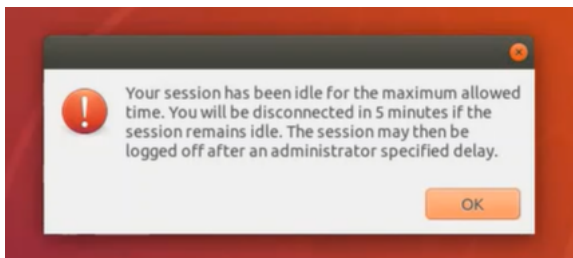 Your session has been idle for the maximum allowed
time. You will be disconnected in 5 minutes if the
session remains idle. The session may then be
logged off after an administrator specified delay.
OK